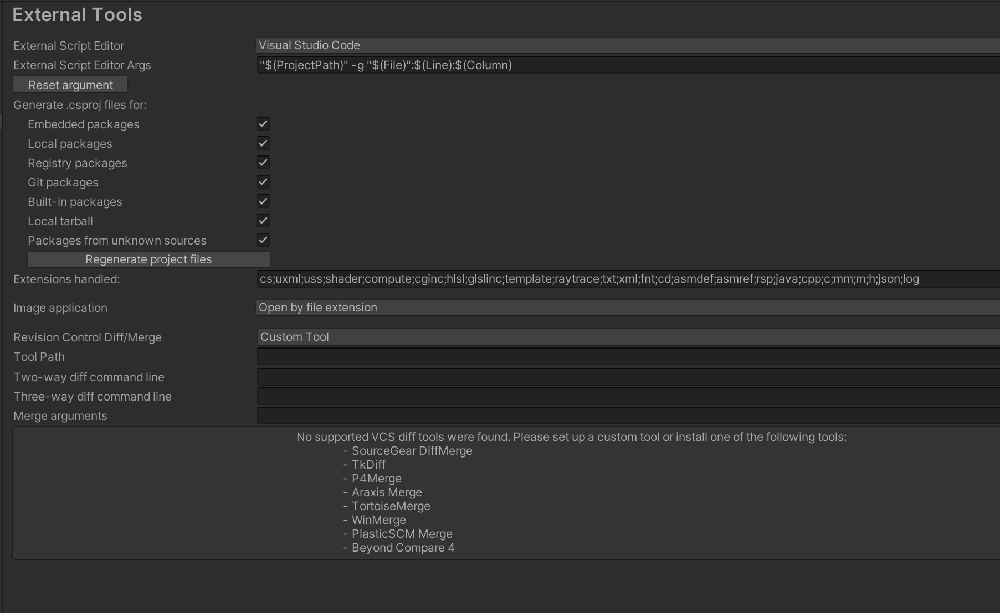 External Tools
External Script Editor Visual Studio Code
External Script Editor Args "$(ProjectPath)" -g "$(File)":$(Line):$(Column)
Reset argument
Generate .csproj files for:
Embedded packages
Local packages
Registry packages
Git packages
Built-in packages
Local tarball
Packages from unknown sources
Regenerate project files
Extensions handled: cs;uxml;uss;shader;compute;cginc;hlsl;glslinc;template;raytrace;txt;xml;fnt;cd;asmdef;asmref;rsp;java;cpp;c;mm;m;h;json;log
Image application Open by file extension
Revision Control Diff/Merge Custom Tool
Tool Path
Two-way diff command line
Three-way diff command line
Merge arguments
No supported VCS diff tools were found. Please set up a custom tool or install one of the following tools:
- SourceGear DiffMerge
- TkDiff
- P4Merge
- Araxis Merge
- TortoiseMerge
- WinMerge
- PlasticSCM Merge
- Beyond Compare 4